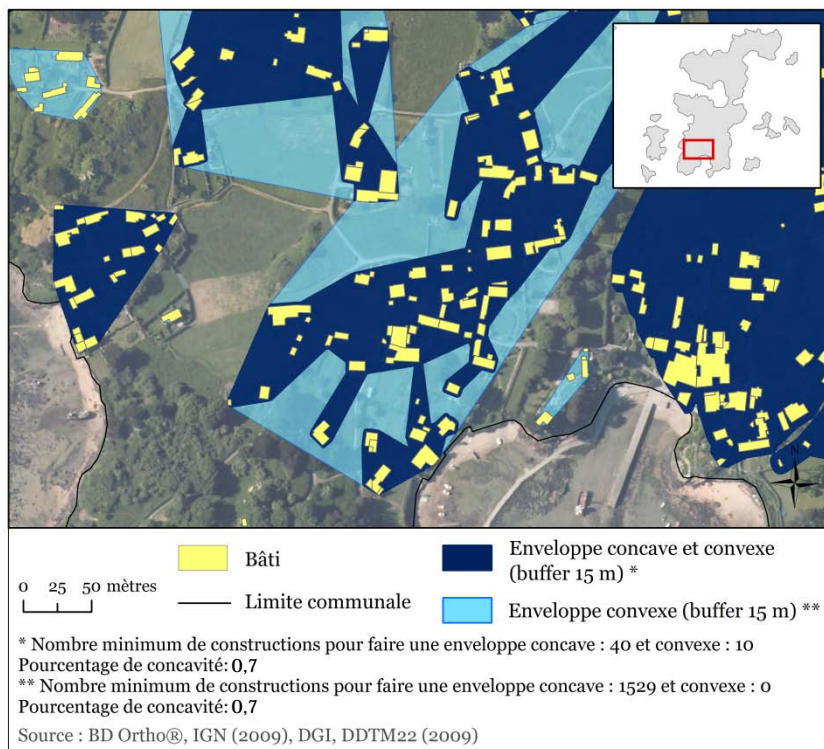 N
0 25 50 mètres
Bâti
Limite communale
Enveloppe concave et convexe
(buffer 15 m) *
Enveloppe convexe (buffer 15 m) **
* Nombre minimum de constructions pour faire une enveloppe concave : 40 et convexe : 10
Pourcentage de concavité: 0,7
** Nombre minimum de constructions pour faire une enveloppe concave : 1529 et convexe : 0
Pourcentage de concavité: 0,7
Source : BD Ortho®, IGN (2009), DGI, DDTM22 (2009)